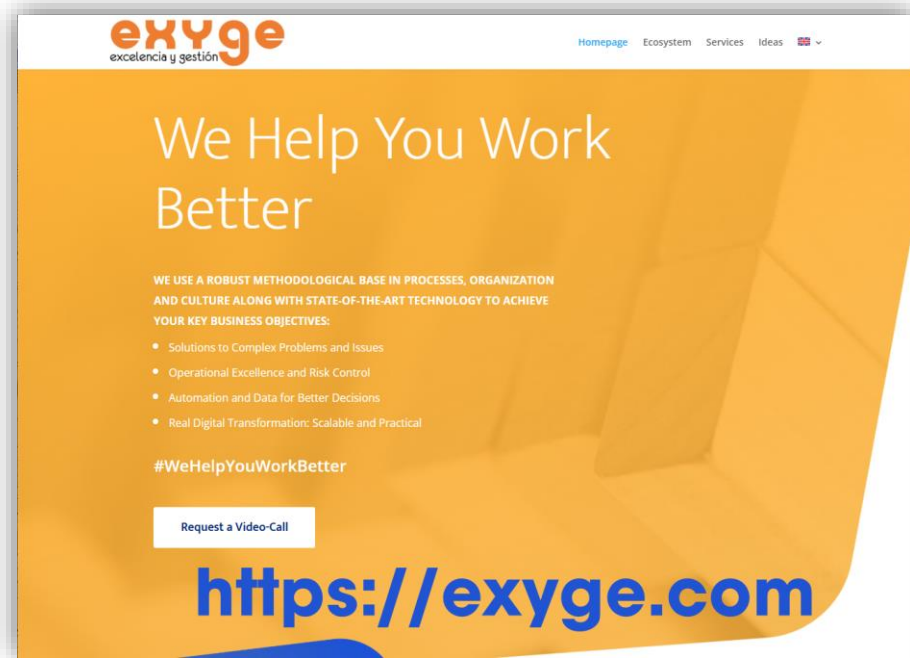 exyge
excelencia y gestión
Homepage Ecosystem Services Ideas
We Help You Work
Better
WE USE A ROBUST METHODOLOGICAL BASE IN PROCESSES, ORGANIZATION
AND CULTURE ALONG WITH STATE-OF-THE-ART TECHNOLOGY TO ACHIEVE
YOUR KEY BUSINESS OBJECTIVES:
• Solutions to Complex Problems and Issues
• Operational Excellence and Risk Control
• Automation and Data for Better Decisions
• Real Digital Transformation: Scalable and Practical
#WeHelpYouWorkBetter
Request a Video-Call
https://exyge.com